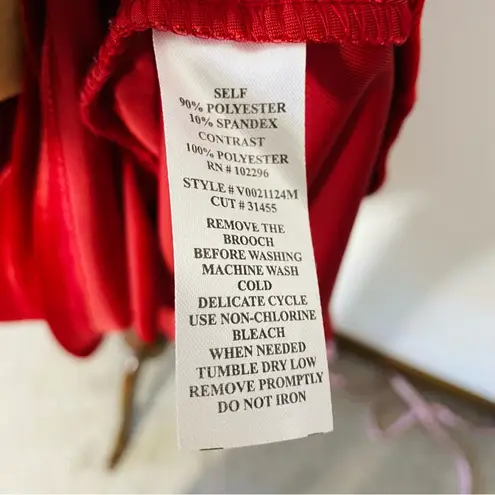 SELF
90% POLYESTER
10% SPANDEX
CONTRAST
100% POLYESTER
RN # 102296
STYLE # V0021124M
CUT # 31455
REMOVE THE
BROOCH
BEFORE WASHING
MACHINE WASH
COLD
DELICATE CYCLE
USE NON-CHLORINE
BLEACH
WHEN NEEDED
TUMBLE DRY LOW
REMOVE PROMPTLY
DO NOT IRON